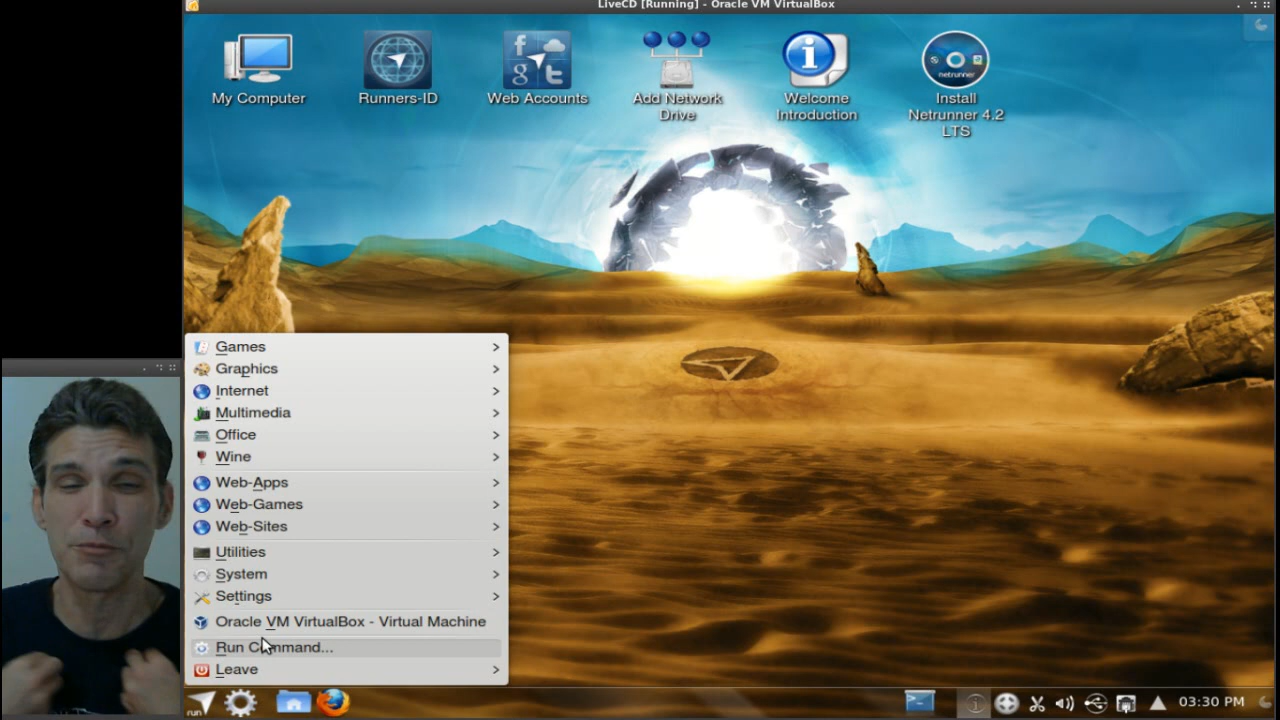 LiveCD [Running] - Oracle VM VirtualBox
My Computer
Runners-ID
Web Accounts
Add Network
Drive
Welcome
Introduction
netrunner
Install
Netrunner 4.2
LTS
Games
Graphics
Internet
Multimedia
Office
Wine
Web-Apps
Web-Games
Web-Sites
Utilities
System
Settings
Oracle VM VirtualBox - Virtual Machine
Run Command...
Leave
run
03:30 PM